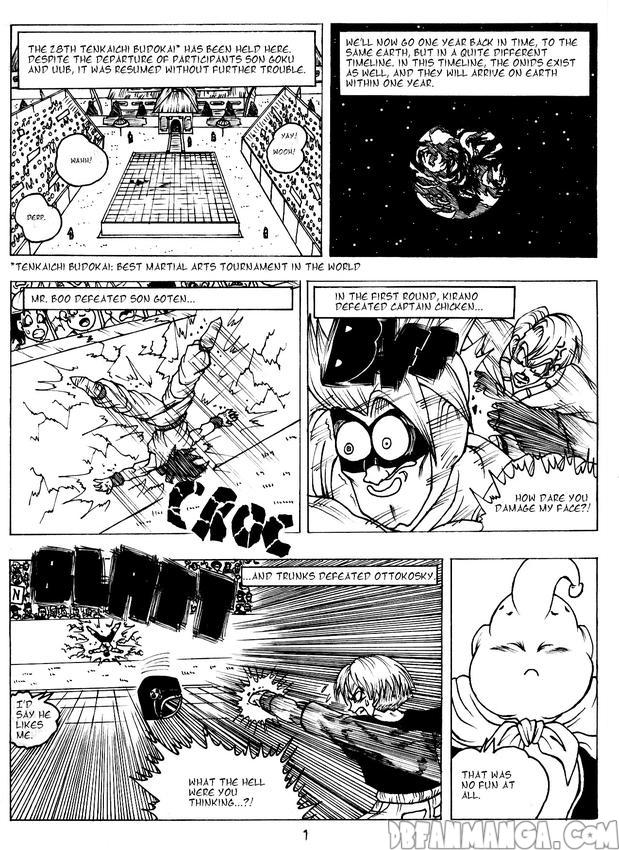 THE 28TH TENKAICHI BUDOKAI* HAS BEEN HELD HERE.
DESPITE THE DEPARTURE OF PARTICIPANTS SON GOKU
AND UUB, IT WAS RESUMED WITHOUT FURTHER TROUBLE.
YAY!
WOOH!
WAHH!
DERP.
WE'LL NOW GO ONE YEAR BACK IN TIME, TO THE
SAME EARTH, BUT IN A QUITE DIFFERENT
TIMELINE. IN THIS TIMELINE, THE ONIDS EXIST
AS WELL, AND THEY WILL ARRIVE ON EARTH
WITHIN ONE YEAR.
*TENKAICHI BUDOKAI: BEST MARTIAL ARTS TOURNAMENT IN THE WORLD
MR. BOO DEFEATED SON GOTEN...
CROC
IN THE FIRST ROUND, KIRANO
DEFEATED CAPTAIN CHICKEN...
HOW DARE YOU
DAMAGE MY FACE?!
...AND TRUNKS DEFEATED OTTOKOSKY.
N
I'D
SAY HE
LIKES
ME.
WHAT THE HELL
WERE YOU
THINKING...?!
THAT WAS
NO FUN AT
ALL.
1
DBFANMANGA.COM